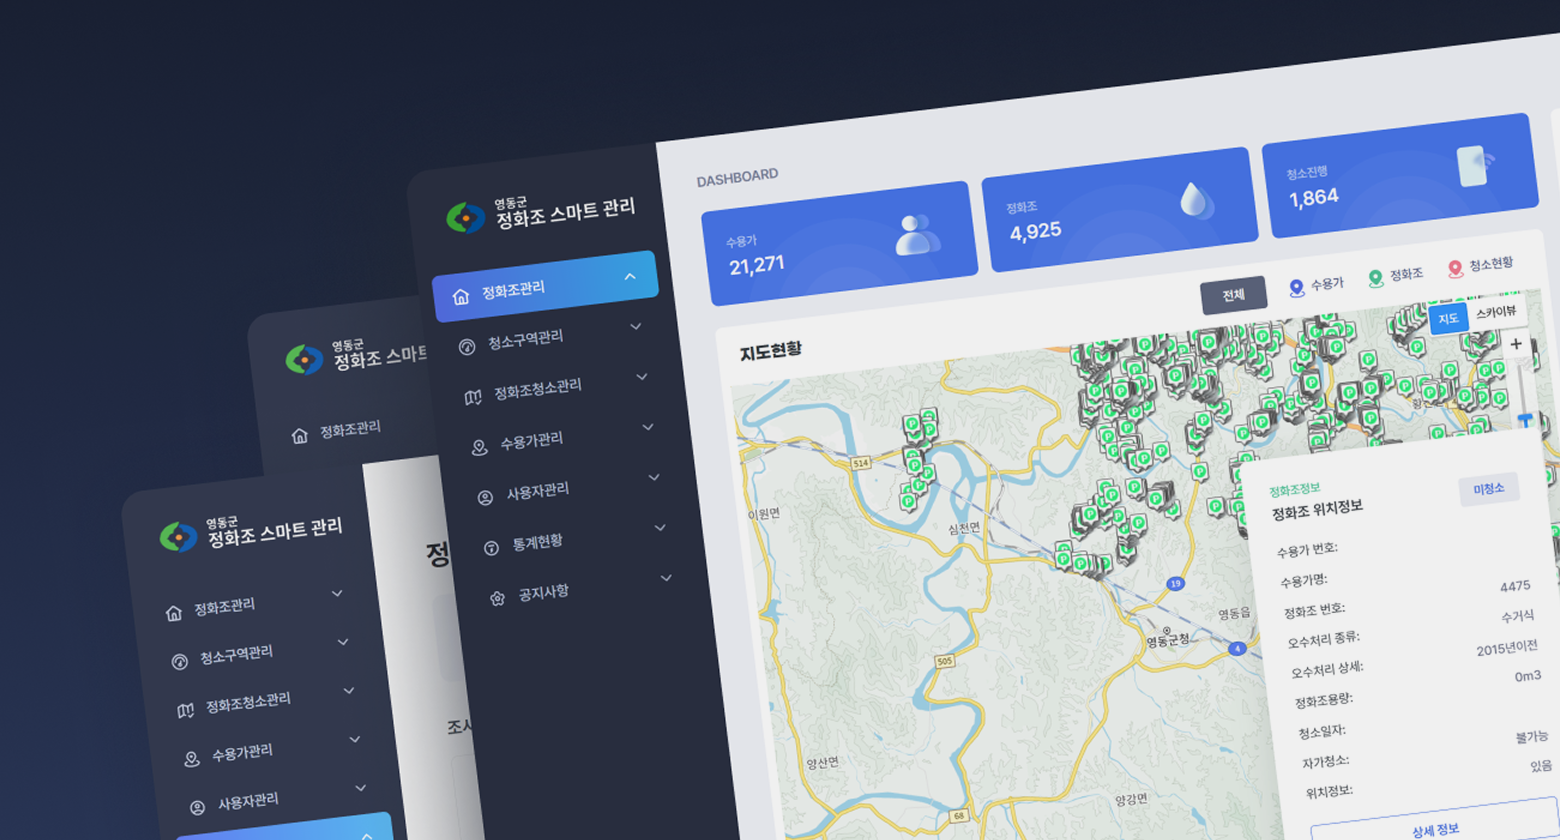 영동군
정화조 스마트 관리
정화조관리
청소구역관리
정화조청소관리
수용가관리
사용자관리
통계현황
공지사항
DASHBOARD
수용가
21,271
정화조
4,925
청소진행
1,864
지도현황
전체
수용가
정화조
청소현황
지도
스카이뷰
+
514
이원면
심천면
19
영동읍
영동군청
4
505
양산면
양강면
68
정화조정보
정화조 위치정보
미청소
수용가 번호:
수용가명:
정화조 번호:
4475
오수처리 종류:
수거식
오수처리 상세:
2015년이전
정화조용량:
0m3
청소일자:
자가청소:
불가능
위치정보:
있음
상세 정보
영동군
정화조 스마트
정화조관리
영동군
정화조 스마트 관리
정화조관리
청소구역관리
정화조청소관리
수용가관리
사용자관리
정
조사